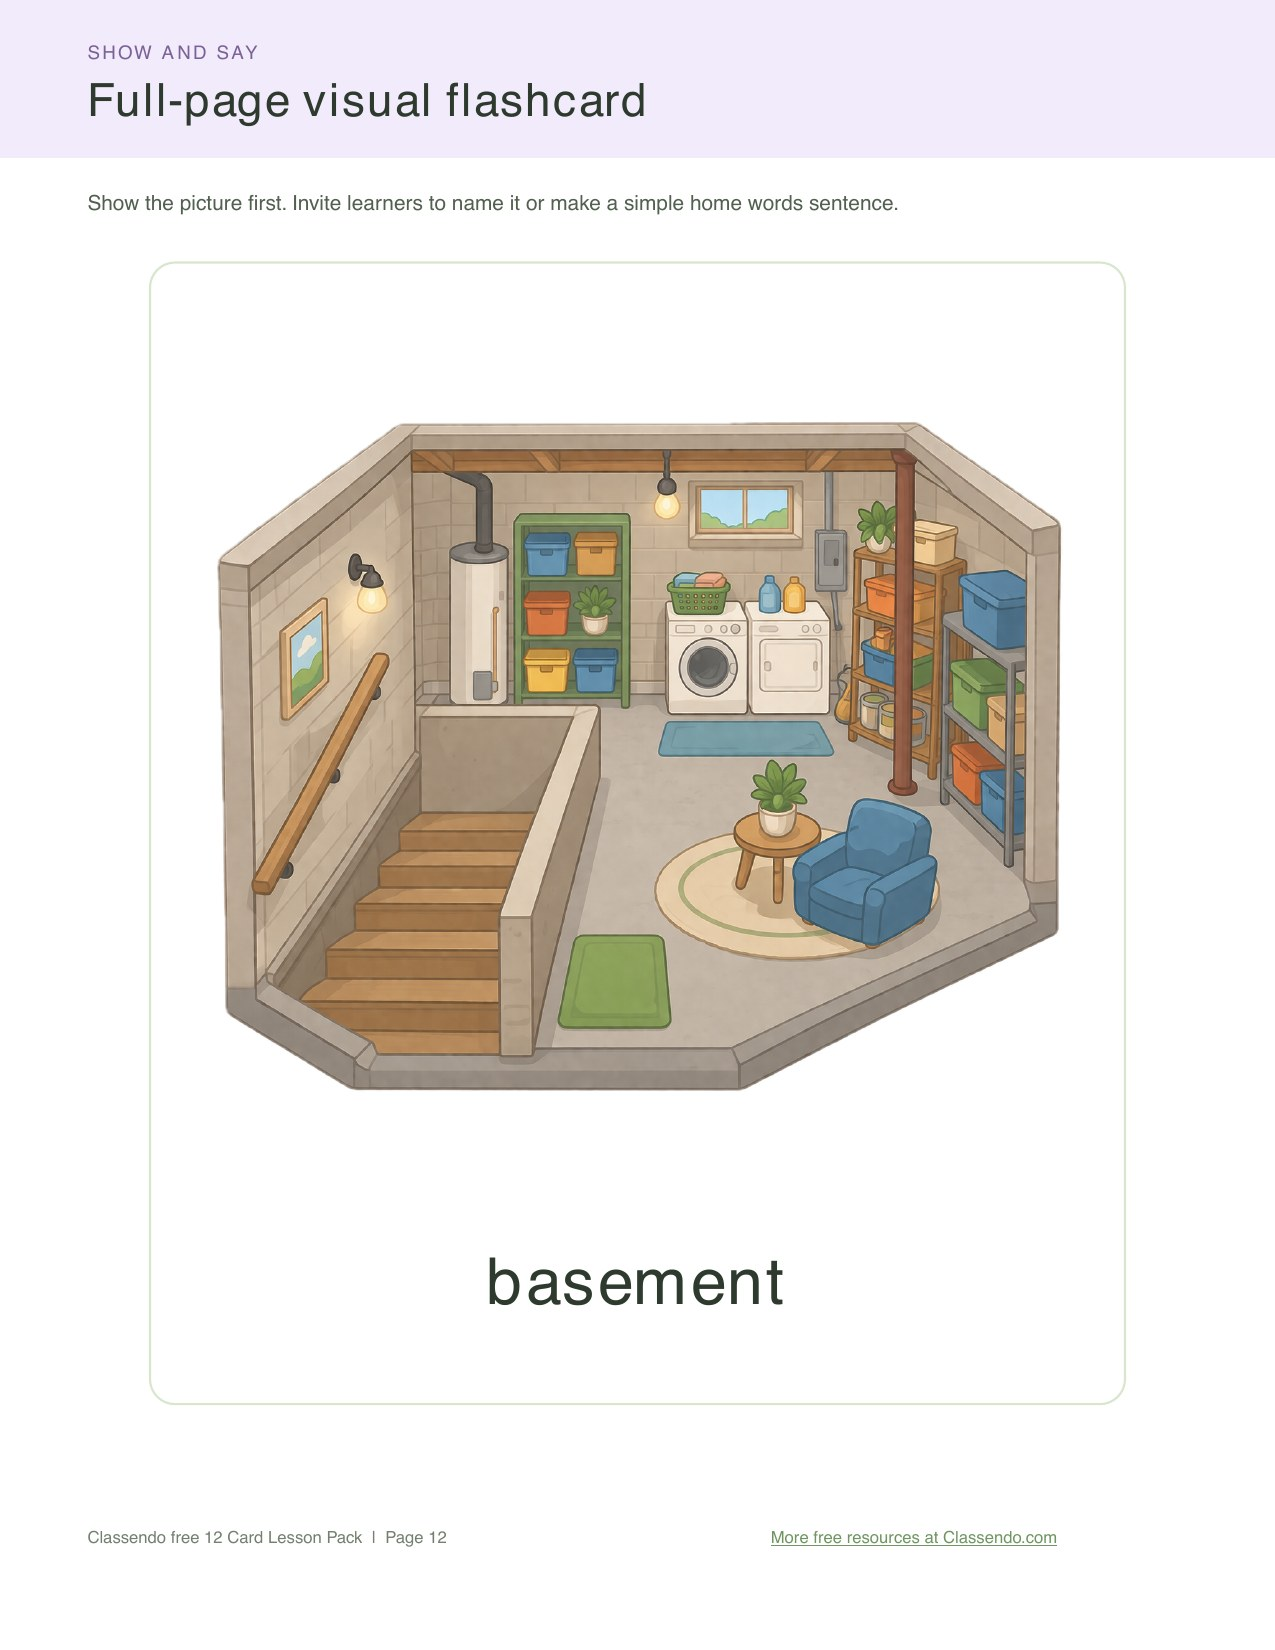 SHOW AND SAY
Full-page visual flashcard
Show the picture first. Invite learners to name it or make a simple home words sentence.
basement
Classendo free 12 Card Lesson Pack | Page 12
More free resources at Classendo.com